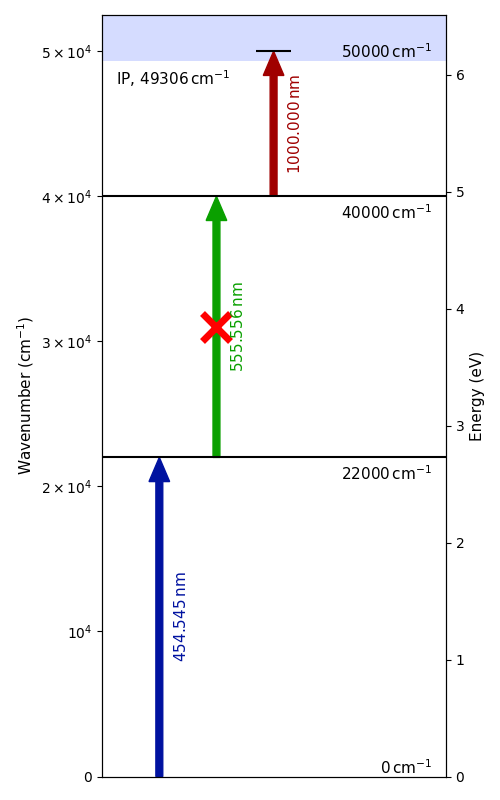 5 × 10⁴
50000 cm⁻¹
6
IP, 49306 cm⁻¹
1000.000 nm
5
4 × 10⁴
40000 cm⁻¹
4
555.556 nm
3 × 10⁴
Wavenumber (cm⁻¹)
Energy (eV)
3
22000 cm⁻¹
2 × 10⁴
2
454.545 nm
10⁴
1
0 cm⁻¹
0
0